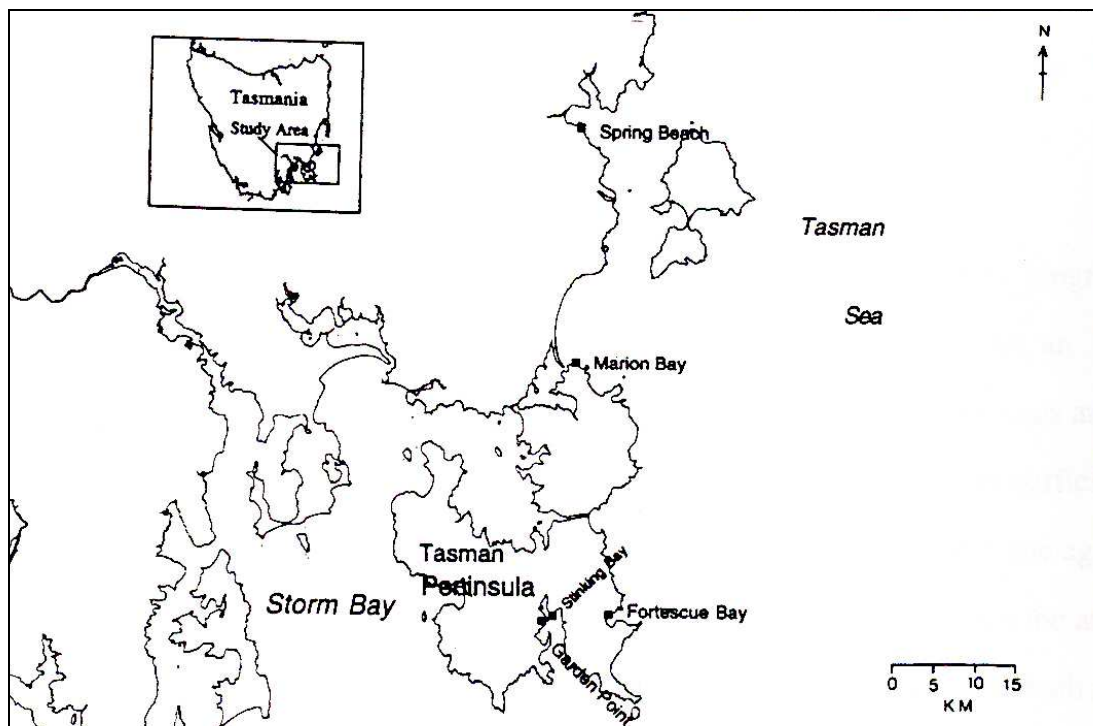 N
Tasmania
Study Area
Spring Beach
Tasman
Sea
Marion Bay
Tasman
Peninsula
Stinking Bay
Storm Bay
Fortescue Bay
Garden Point
0 5 10 15
KM